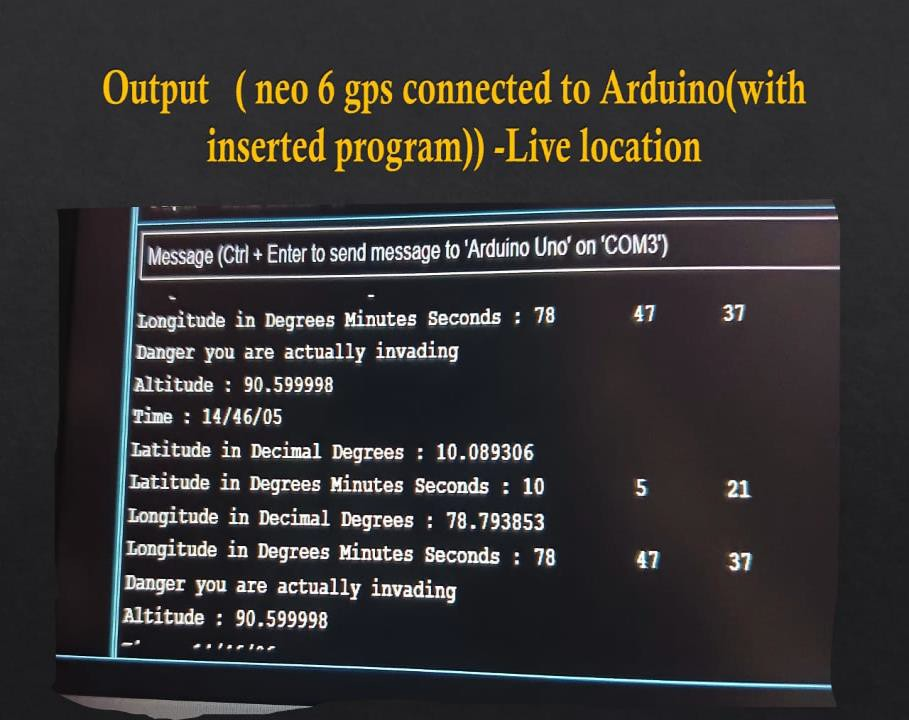 Output ( neo 6 gps connected to Arduino(with
inserted program)) -Live location
Message (Ctrl + Enter to send message to 'Arduino Uno' on 'COM3')
Longitude in Degrees Minutes Seconds : 78 47 37
Danger you are actually invading
Altitude : 90.599998
Time : 14/46/05
Latitude in Decimal Degrees : 10.089306
Latitude in Degrees Minutes Seconds : 10 5 21
Longitude in Decimal Degrees : 78.793853
Longitude in Degrees Minutes Seconds : 78 47 37
Danger you are actually invading
Altitude : 90.599998